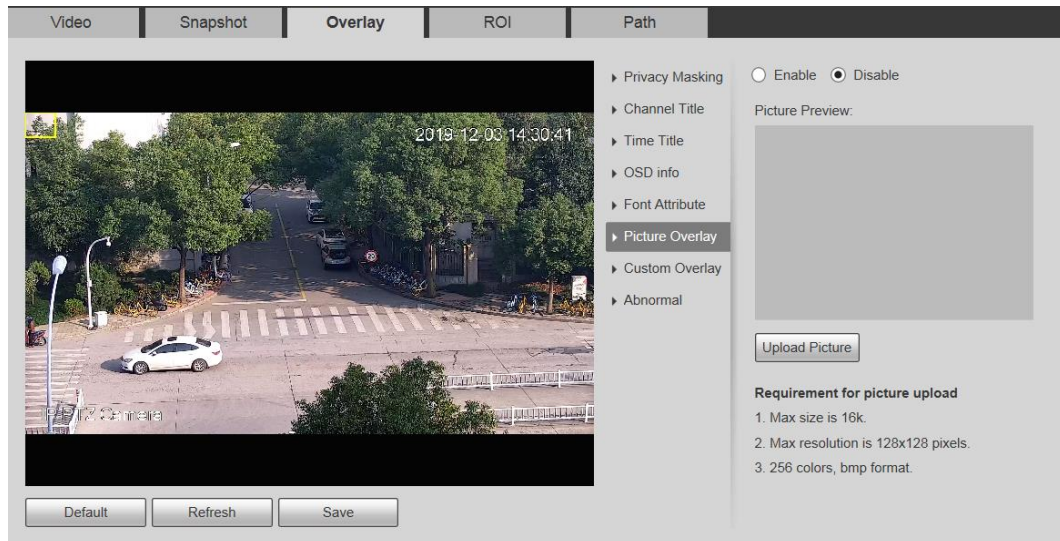 Video Snapshot Overlay ROI Path
2019-12-03 14:30:41
PTZ Camera
Privacy Masking
Channel Title
Time Title
OSD info
Font Attribute
Picture Overlay
Custom Overlay
Abnormal
Enable Disable
Picture Preview:
Upload Picture
Requirement for picture upload
1. Max size is 16k.
2. Max resolution is 128x128 pixels.
3. 256 colors, bmp format.
Default Refresh Save